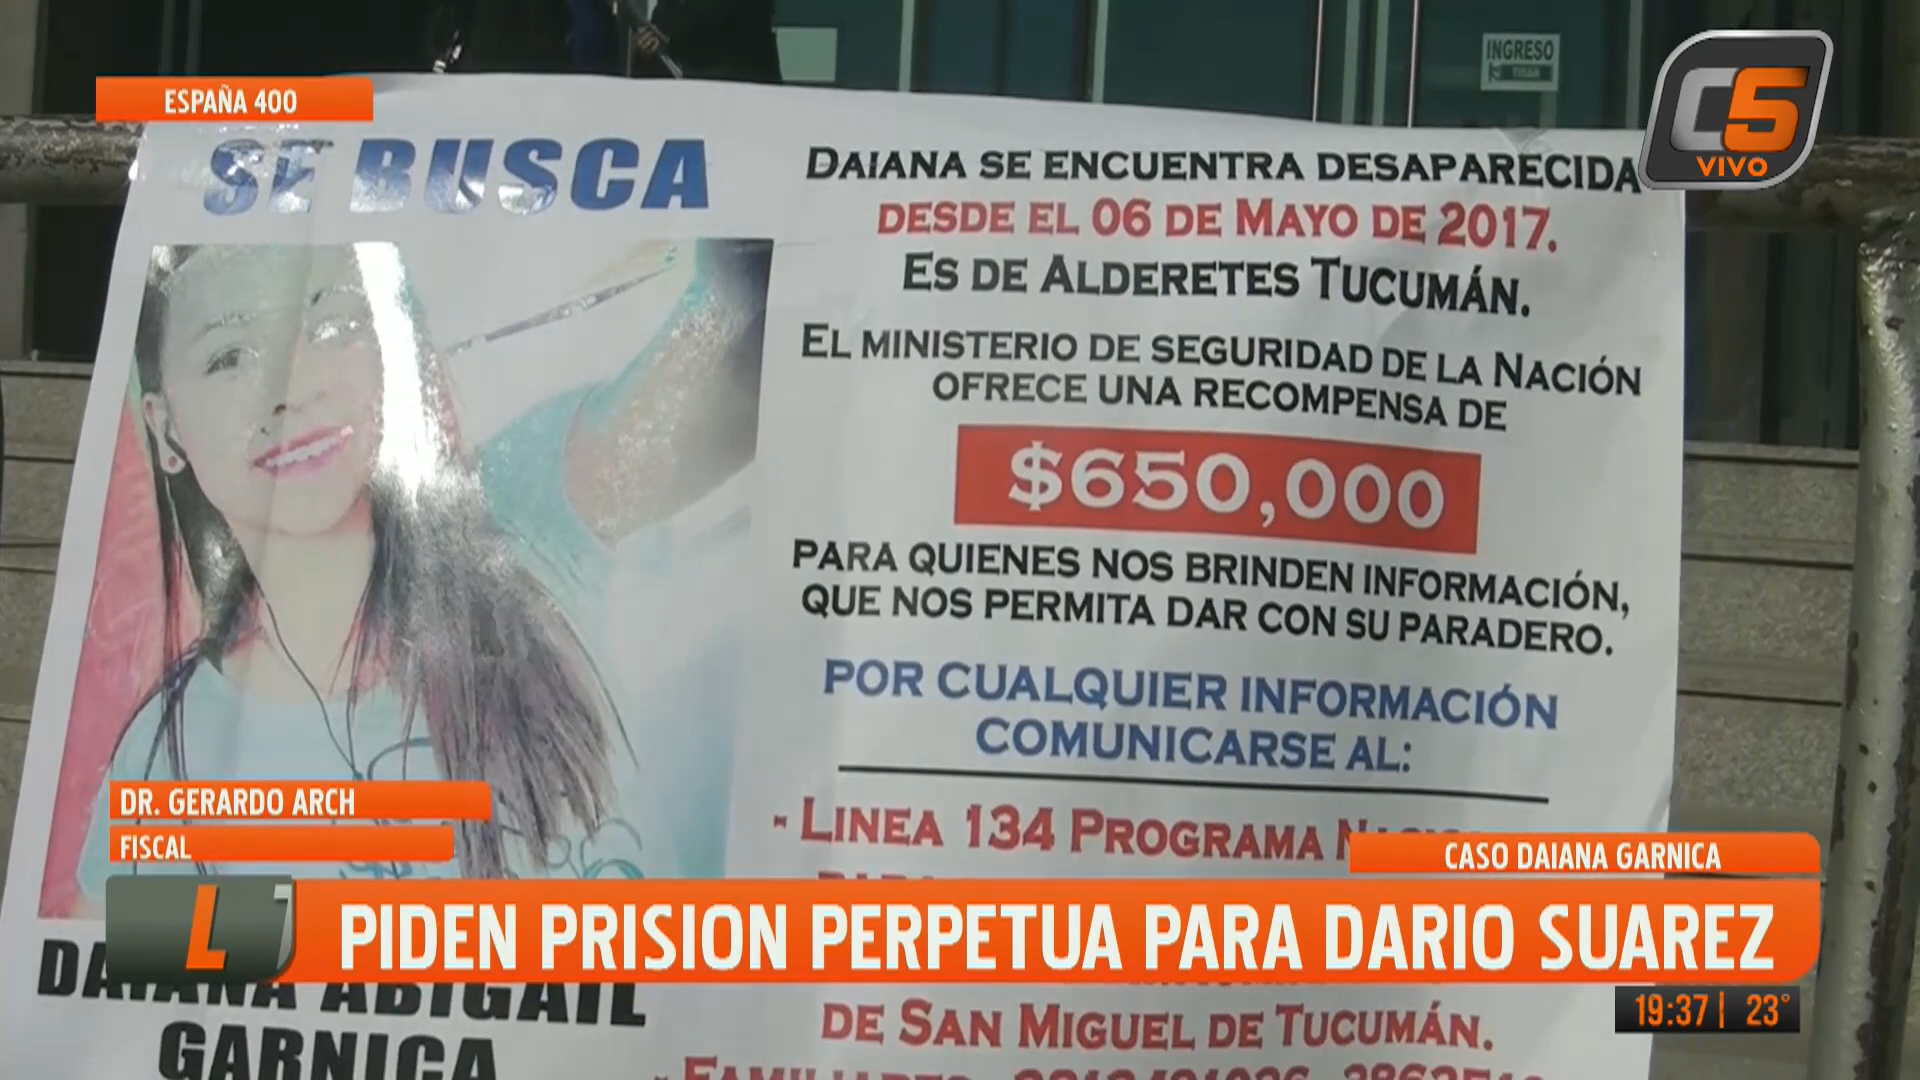 ESPAÑA 400
INGRESO
TIRAR
C5
VIVO
SE BUSCA
DAIANA SE ENCUENTRA DESAPARECIDA
DESDE EL 06 DE MAYO DE 2017.
ES DE ALDERETES TUCUMÁN.
EL MINISTERIO DE SEGURIDAD DE LA NACIÓN
OFRECE UNA RECOMPENSA DE
$650,000
PARA QUIENES NOS BRINDEN INFORMACIÓN,
QUE NOS PERMITA DAR CON SU PARADERO.
POR CUALQUIER INFORMACIÓN
COMUNICARSE AL:
- LINEA 134 PROGRAMA
DE SAN MIGUEL DE TUCUMÁN.
DAIANA ABIGAIL
GARNICA
DR. GERARDO ARCH
FISCAL
CASO DAIANA GARNICA
L7
PIDEN PRISION PERPETUA PARA DARIO SUAREZ
19:37 | 23°